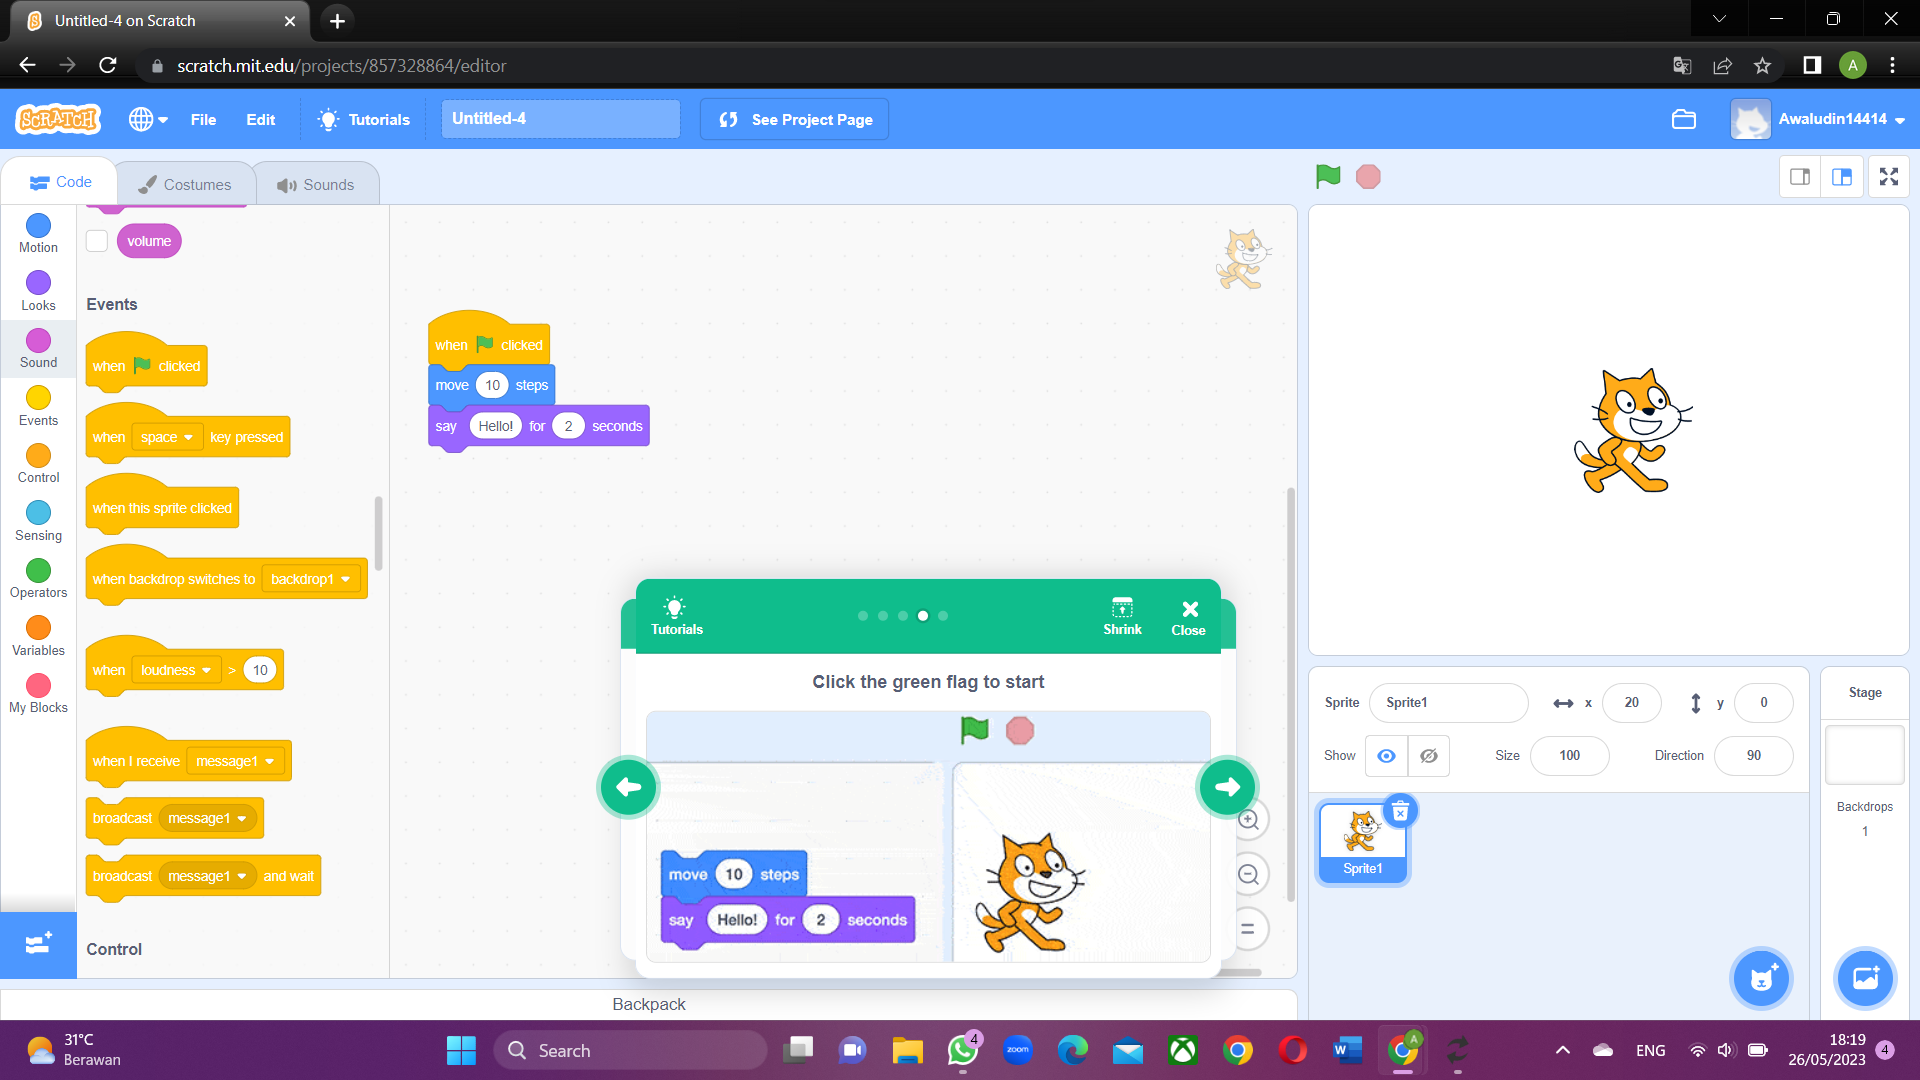 Untitled-4 on Scratch
scratch.mit.edu/projects/857328864/editor
A
SCRATCH
File
Edit
Tutorials
Untitled-4
See Project Page
Awaludin14414
Code
Costumes
Sounds
Motion
Looks
Sound
Events
Control
Sensing
Operators
Variables
My Blocks
volume
Events
when clicked
when space key pressed
when this sprite clicked
when backdrop switches to backdrop1
when loudness > 10
when I receive message1
broadcast message1
broadcast message1 and wait
Control
when clicked
move 10 steps
say Hello! for 2 seconds
Tutorials
Shrink
Close
Click the green flag to start
move 10 steps
say Hello! for 2 seconds
Backpack
Sprite Sprite1 x 20 y 0
Show Size 100 Direction 90
Sprite1
Stage
Backdrops
1
31°C
Berawan
Search
4
zoom
W
A
ENG
18:19
26/05/2023
4